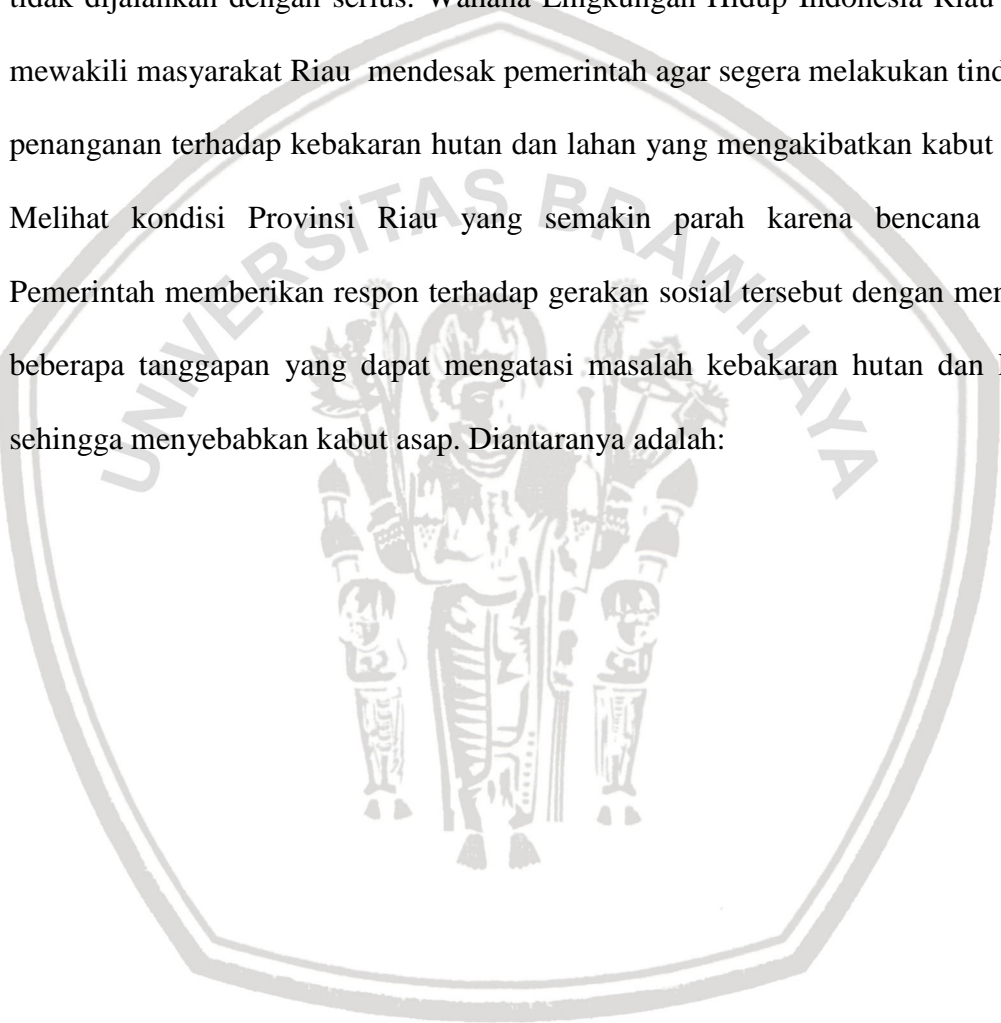 tidak dijalankan dengan serius. Wahana Lingkungan Hidup Indonesia Riau
mewakili masyarakat Riau mendesak pemerintah agar segera melakukan
penanganan terhadap kebakaran hutan dan lahan yang mengakibatkan kabut
Melihat kondisi Provinsi Riau yang semakin parah karena bencana
Pemerintah memberikan respon terhadap gerakan sosial tersebut dengan
beberapa tanggapan yang dapat mengatasi masalah kebakaran hutan dan
sehingga menyebabkan kabut asap. Diantaranya adalah:
UNIVERSITAS BRAWIJAYA